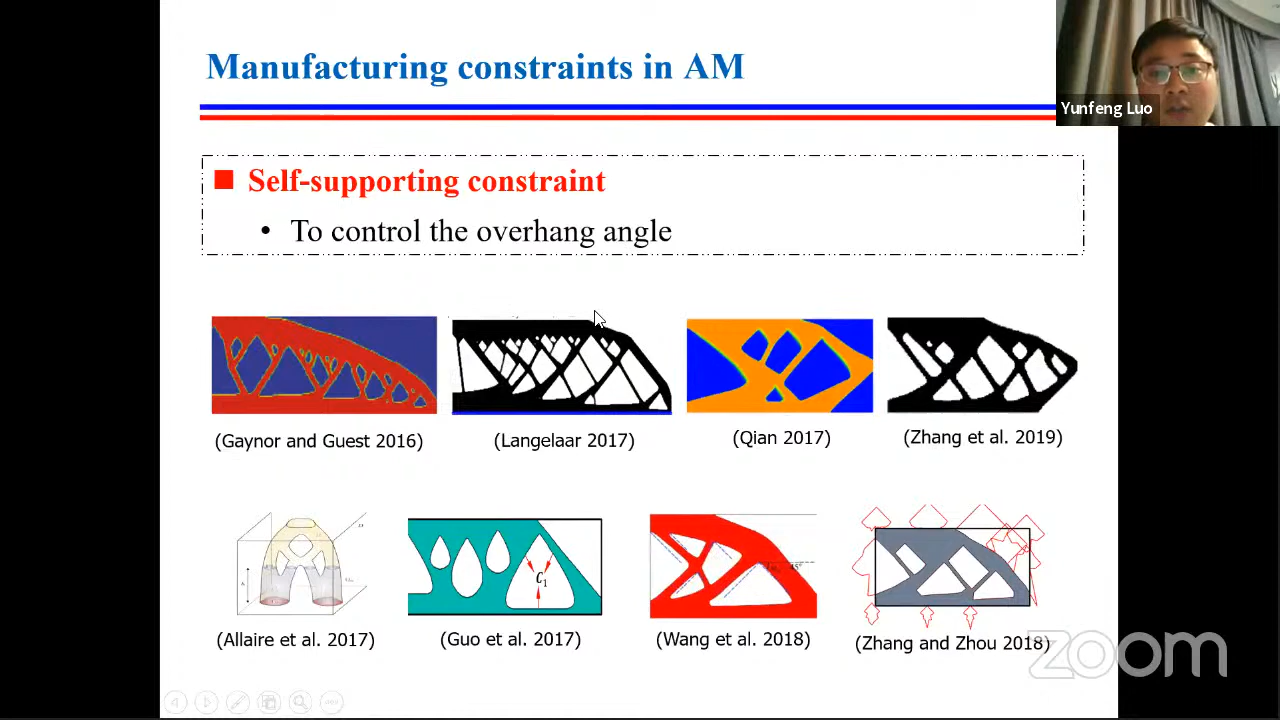 Manufacturing constraints in AM
Yunfeng Luo
Self-supporting constraint
• To control the overhang angle
(Gaynor and Guest 2016)
(Langelaar 2017)
(Qian 2017)
(Zhang et al. 2019)
C1
45°
(Allaire et al. 2017)
(Guo et al. 2017)
(Wang et al. 2018)
(Zhang and Zhou 2018)
zoom